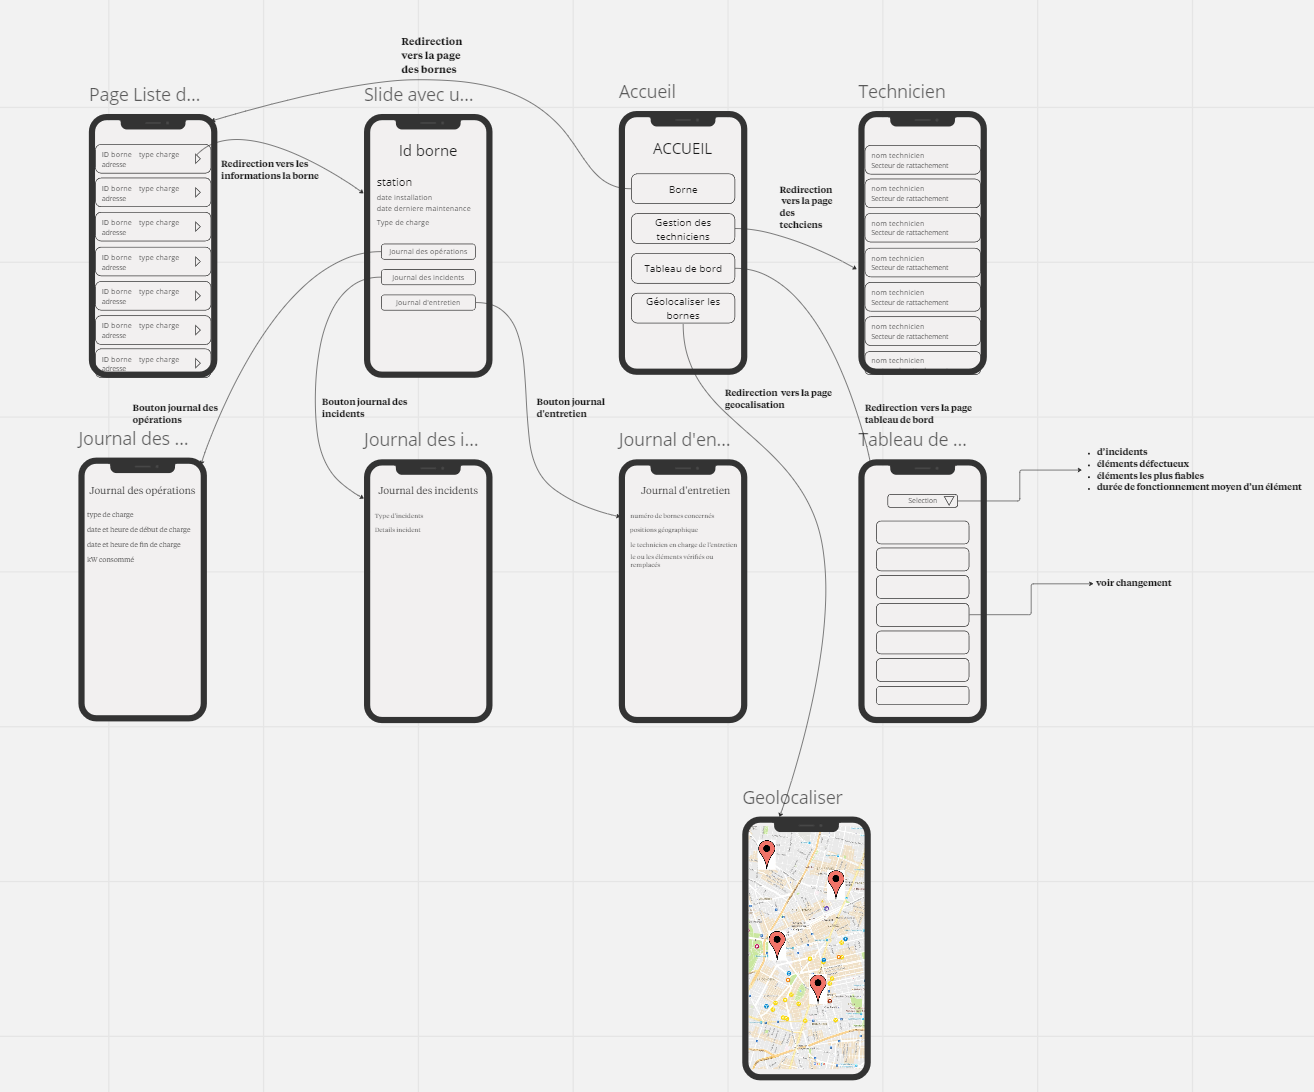 Redirection
vers la page
des bornes
Page Liste d...
Slide avec u...
Accueil
Technicien
ID borne type charge
adresse
ID borne type charge
adresse
ID borne type charge
adresse
ID borne type charge
adresse
ID borne type charge
adresse
ID borne type charge
adresse
ID borne type charge
adresse
Redirection vers les
informations la borne
Id borne
station
date installation
date derniere maintenance
Type de charge
Journal des opérations
Journal des incidents
Journal d'entretien
ACCUEIL
Borne
Gestion des
techniciens
Tableau de bord
Géolocaliser les
bornes
Redirection
vers la page
des
techciens
nom technicien
Secteur de rattachement
nom technicien
Secteur de rattachement
nom technicien
Secteur de rattachement
nom technicien
Secteur de rattachement
nom technicien
Secteur de rattachement
nom technicien
Secteur de rattachement
nom technicien
Bouton journal des
opérations
Bouton journal des
incidents
Bouton journal
d'entretien
Redirection vers la page
geocalisation
Redirection vers la page
tableau de bord
Journal des ...
Journal des i...
Journal d'en...
Tableau de ...
Journal des opérations
type de charge
date et heure de début de charge
date et heure de fin de charge
kW consommé
Journal des incidents
Type d'incidents
Details incident
Journal d'entretien
numéro de bornes concernés
positions géographique
le technicien en charge de l'entretien
le ou les éléments vérifiés ou
remplacés
Selection
• d'incidents
• éléments défectueux
• éléments les plus fiables
• durée de fonctionnement moyen d'un élément
voir changement
Geolocaliser